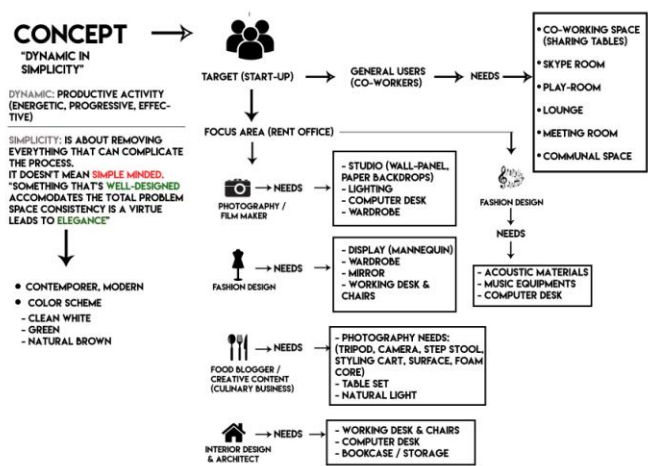 CONCEPT
"DYNAMIC IN
SIMPLICITY"
DYNAMIC: PRODUCTIVE ACTIVITY
(ENERGETIC, PROGRESSIVE, EFFEC-
TIVE)
SIMPLICITY: IS ABOUT REMOVING
EVERYTHING THAT CAN COMPLICATE
THE PROCESS.
IT DOESN'T MEAN SIMPLE MINDED.
"SOMETHING THAT'S WELL-DESIGNED
ACCOMODATES THE TOTAL PROBLEM
SPACE CONSISTENCY IS A VIRTUE
LEADS TO ELEGANCE"
• CONTEMPORER, MODERN
• COLOR SCHEME
- CLEAN WHITE
- GREEN
- NATURAL BROWN
TARGET (START-UP)
GENERAL USERS
(CO-WORKERS)
NEEDS
• CO-WORKING SPACE
(SHARING TABLES)
• SKYPE ROOM
• PLAY-ROOM
• LOUNGE
• MEETING ROOM
• COMMUNAL SPACE
FOCUS AREA (RENT OFFICE)
PHOTOGRAPHY /
FILM MAKER
NEEDS
- STUDIO (WALL-PANEL,
PAPER BACKDROPS)
- LIGHTING
- COMPUTER DESK
- WARDROBE
FASHION DESIGN
NEEDS
- ACOUSTIC MATERIALS
- MUSIC EQUIPMENTS
- COMPUTER DESK
FASHION DESIGN
NEEDS
- DISPLAY (MANNEQUIN)
- WARDROBE
- MIRROR
- WORKING DESK &
CHAIRS
FOOD BLOGGER /
CREATIVE CONTENT
(CULINARY BUSINESS)
NEEDS
- PHOTOGRAPHY NEEDS:
(TRIPOD, CAMERA, STEP STOOL,
STYLING CART, SURFACE, FOAM
CORE)
- TABLE SET
- NATURAL LIGHT
INTERIOR DESIGN
& ARCHITECT
NEEDS
- WORKING DESK & CHAIRS
- COMPUTER DESK
- BOOKCASE / STORAGE